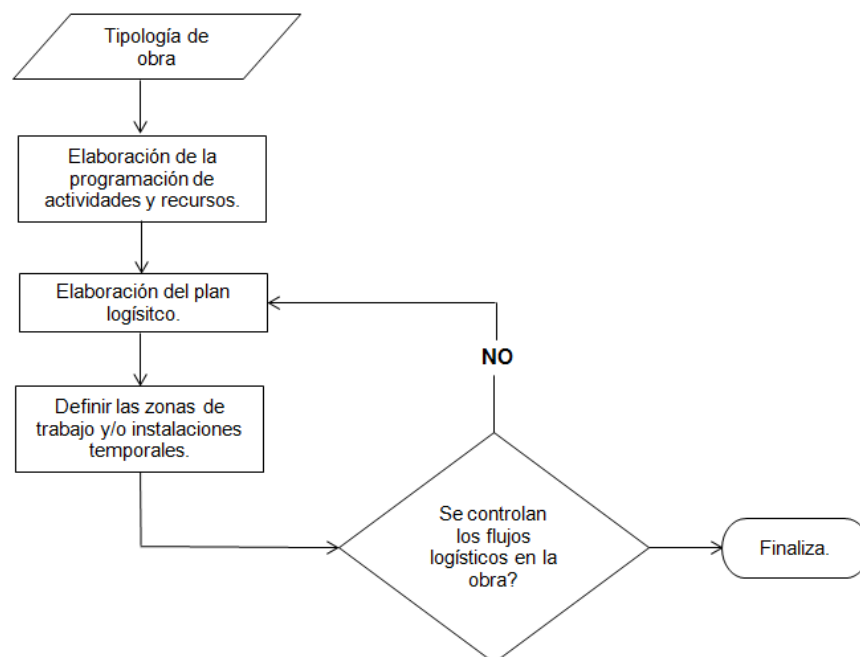 Tipología de
obra
Elaboración de la
programación de
actividades y recursos.
Elaboración del plan
logísitco.
Definir las zonas de
trabajo y/o instalaciones
temporales.
NO
Se controlan
los flujos
logísticos en la
obra?
Finaliza.